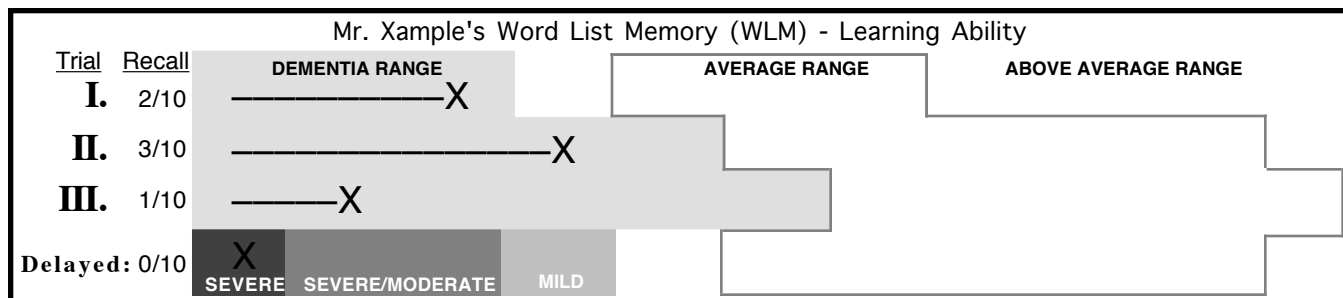 Mr. Xample's Word List Memory (WLM) - Learning Ability
Trial Recall DEMENTIA RANGE AVERAGE RANGE ABOVE AVERAGE RANGE
I. 2/10 X
II. 3/10 X
III. 1/10 X
Delayed: 0/10 X
SEVERE SEVERE/MODERATE MILD